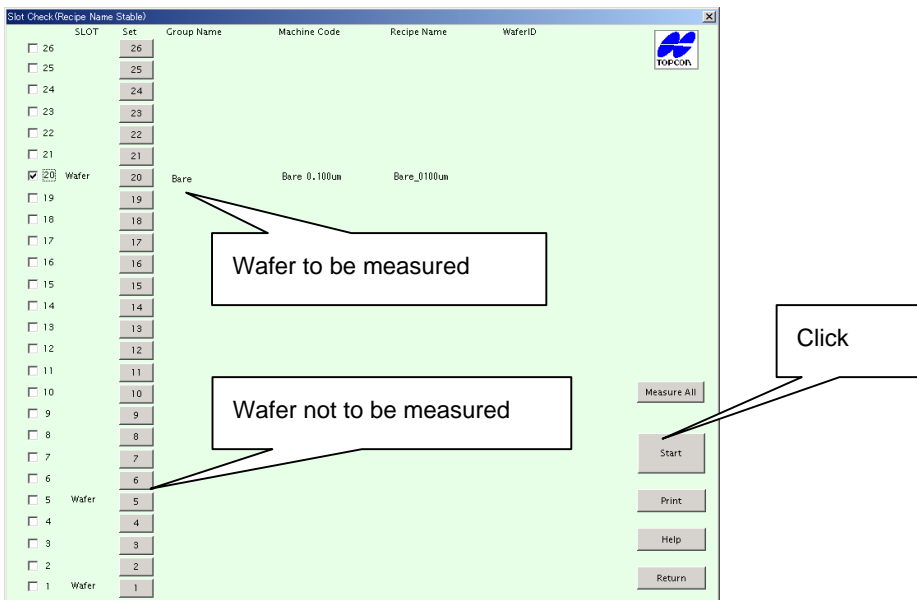 Slot Check(Recipe Name Stable)
SLOT Set Group Name Machine Code Recipe Name WaferID
26 26
TOPCON
25 25
24 24
23 23
22 22
21 21
20 Wafer 20 Bare Bare 0.100um Bare_0100um
19 19
18 18
17 17
Wafer to be measured
16 16
15 15
14 14
13 13
Click
12 12
11 11
10 10 Measure All
Wafer not to be measured
9 9
8 8
7 7 Start
6 6
5 Wafer 5 Print
4 4
3 3 Help
2 2
1 Wafer 1 Return